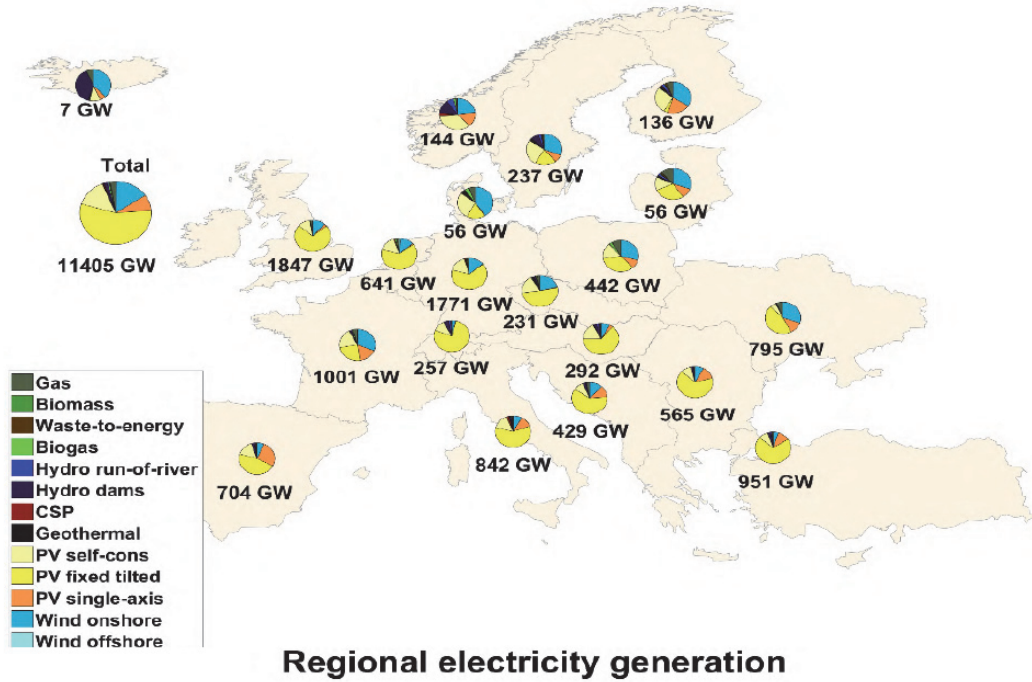 7 GW
Total
11405 GW
144 GW
237 GW
136 GW
56 GW
56 GW
1847 GW
641 GW
1771 GW
231 GW
442 GW
1001 GW
257 GW
292 GW
795 GW
565 GW
429 GW
842 GW
704 GW
951 GW
Gas
Biomass
Waste-to-energy
Biogas
Hydro run-of-river
Hydro dams
CSP
Geothermal
PV self-cons
PV fixed tilted
PV single-axis
Wind onshore
Wind offshore
Regional electricity generation